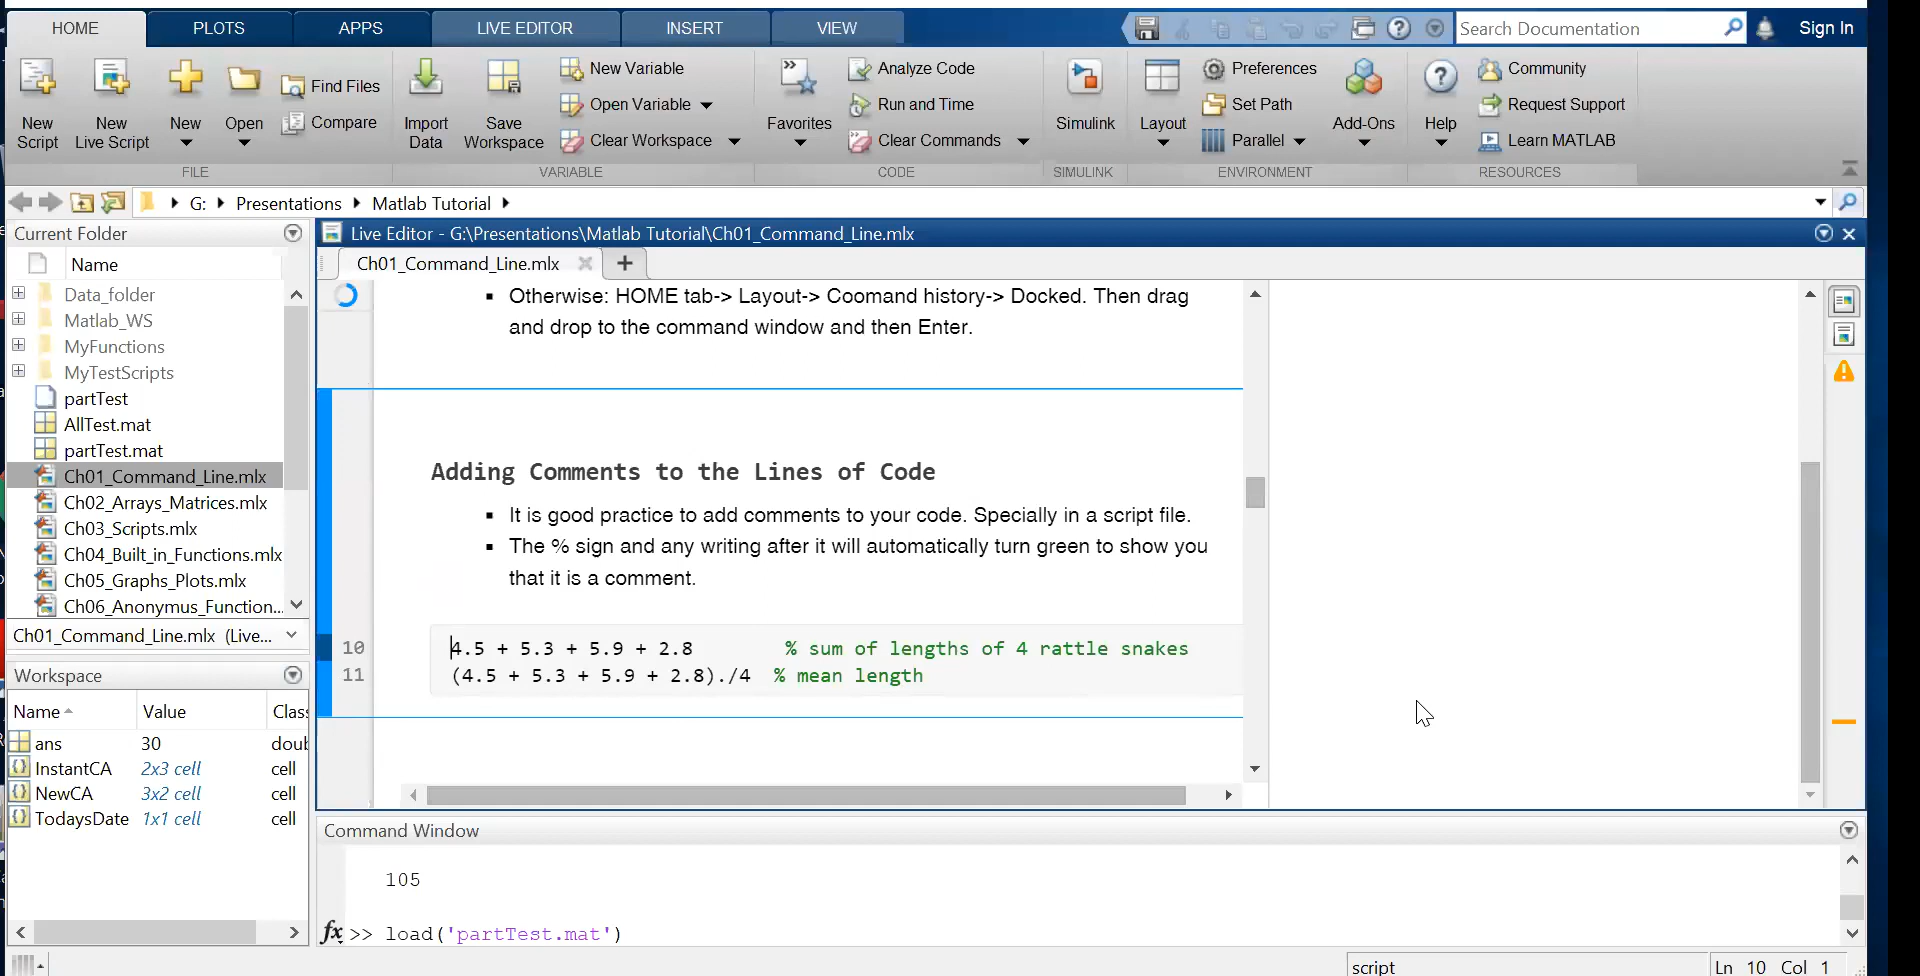 HOME
PLOTS
APPS
LIVE EDITOR
INSERT
VIEW
Search Documentation
Sign In
New Script
New Live Script
New
Open
Find Files
Compare
Import Data
Save Workspace
New Variable
Open Variable
Clear Workspace
Favorites
Analyze Code
Run and Time
Clear Commands
Simulink
Layout
Preferences
Set Path
Parallel
Add-Ons
Help
Community
Request Support
Learn MATLAB
FILE
VARIABLE
CODE
SIMULINK
ENVIRONMENT
RESOURCES
G: Presentations Matlab Tutorial
Current Folder
Name
Data_folder
Matlab_WS
MyFunctions
MyTestScripts
partTest
AllTest.mat
partTest.mat
Ch01_Command_Line.mlx
Ch02_Arrays_Matrices.mlx
Ch03_Scripts.mlx
Ch04_Built_in_Functions.mlx
Ch05_Graphs_Plots.mlx
Ch06_Anonymus_Function...
Ch01_Command_Line.mlx (Live...
Workspace
Name Value Class
ans 30 doub
InstantCA 2x3 cell cell
NewCA 3x2 cell cell
TodaysDate 1x1 cell cell
Live Editor - G:\Presentations\Matlab Tutorial\Ch01_Command_Line.mlx
Ch01_Command_Line.mlx
Otherwise: HOME tab-> Layout-> Coomand history-> Docked. Then drag
and drop to the command window and then Enter.
Adding Comments to the Lines of Code
It is good practice to add comments to your code. Specially in a script file.
The % sign and any writing after it will automatically turn green to show you
that it is a comment.
10 4.5 + 5.3 + 5.9 + 2.8 % sum of lengths of 4 rattle snakes
11 (4.5 + 5.3 + 5.9 + 2.8)./4 % mean length
Command Window
105
fx >> load('partTest.mat')
script
Ln 10 Col 1